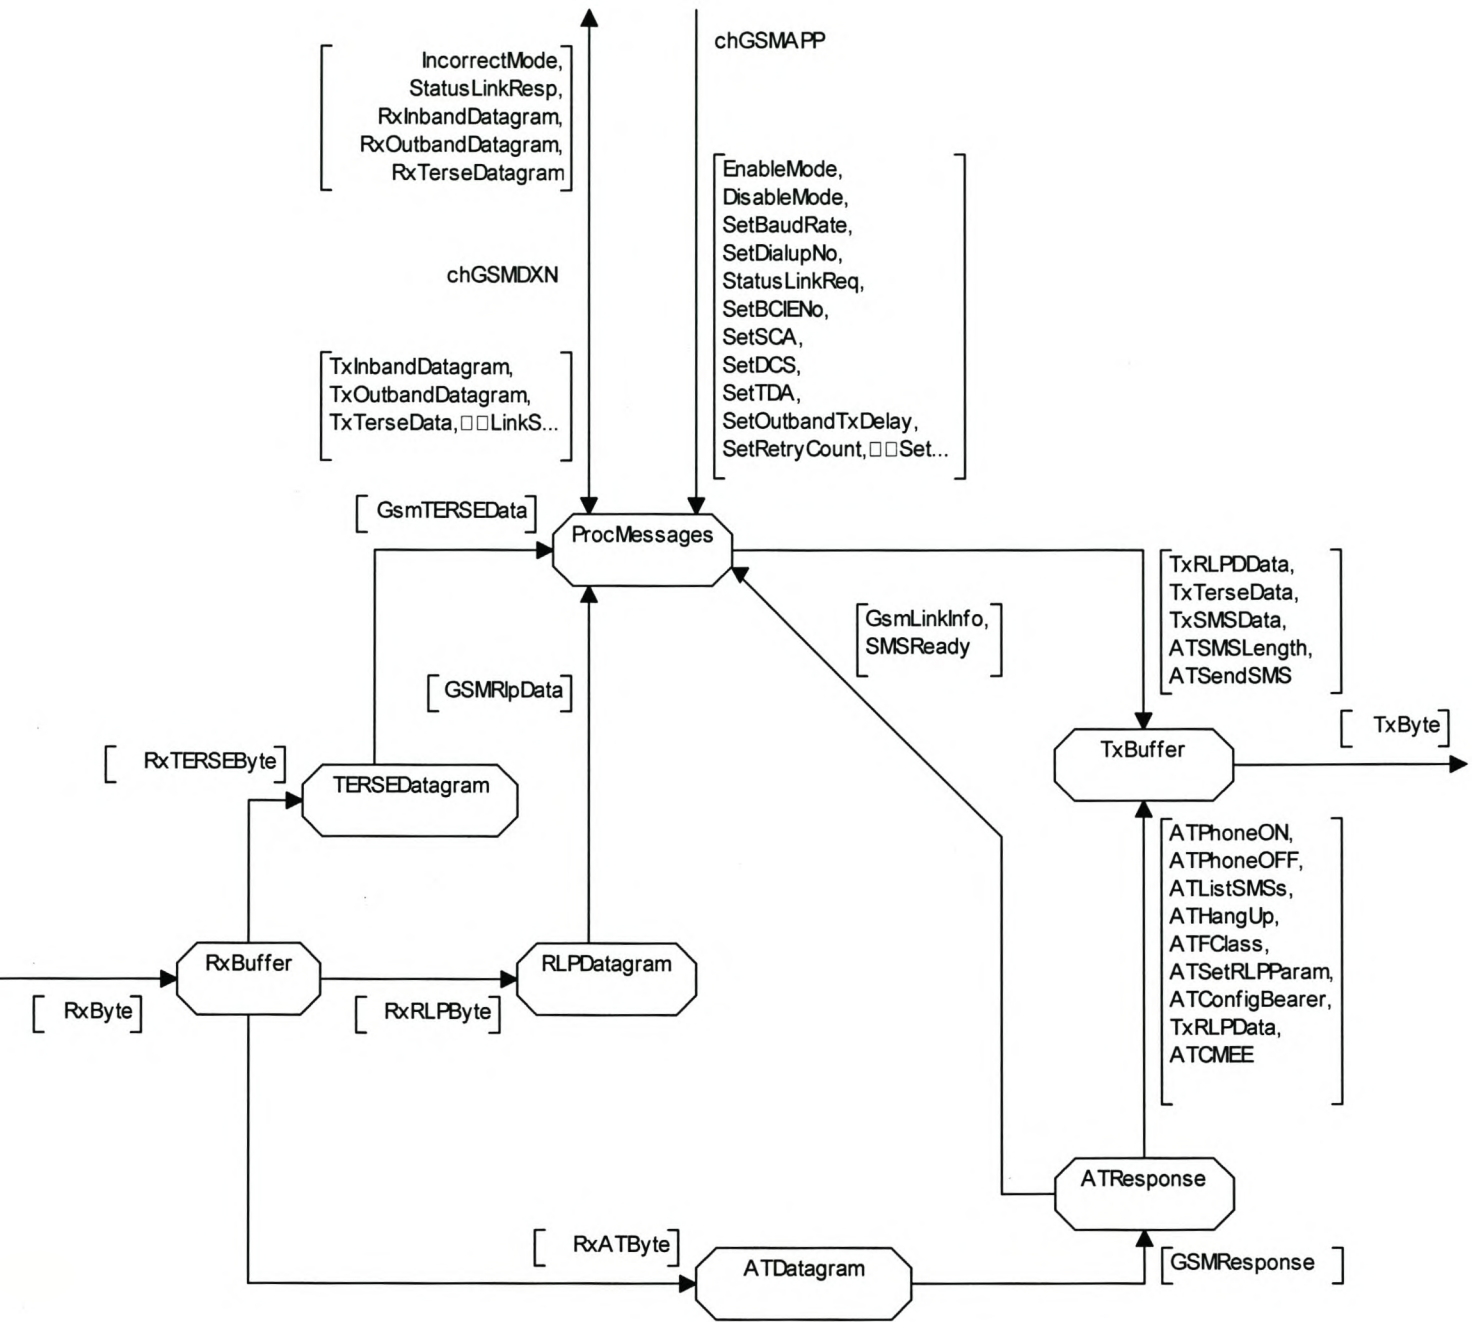 chGSMAPP
IncorrectMode,
StatusLinkResp,
RxInbandDatagram,
RxOutbandDatagram,
RxTerseDatagram
EnableMode,
DisableMode,
SetBaudRate,
SetDialupNo,
StatusLinkReq,
SetBCIENo,
SetSCA,
SetDCS,
SetTDA,
SetOutbandTxDelay,
SetRetryCount,□□Set...
chGSMDXN
TxInbandDatagram,
TxOutbandDatagram,
TxTerseData,□□LinkS...
GsmTERSEData
ProcMessages
TxRLPDData,
TxTerseData,
TxSMSData,
ATSMSLength,
ATSendSMS
GsmLinkInfo,
SMSReady
GSMRlpData
TxByte
TxBuffer
RxTERSEByte
TERSEDatagram
ATPhoneON,
ATPhoneOFF,
ATListSMSs,
ATHangUp,
ATFClass,
ATSetRLPParam,
ATConfigBearer,
TxRLPData,
ATCMEE
RxBuffer
RLPDatagram
RxByte
RxRLPByte
ATResponse
RxATByte
ATDatagram
GSMResponse